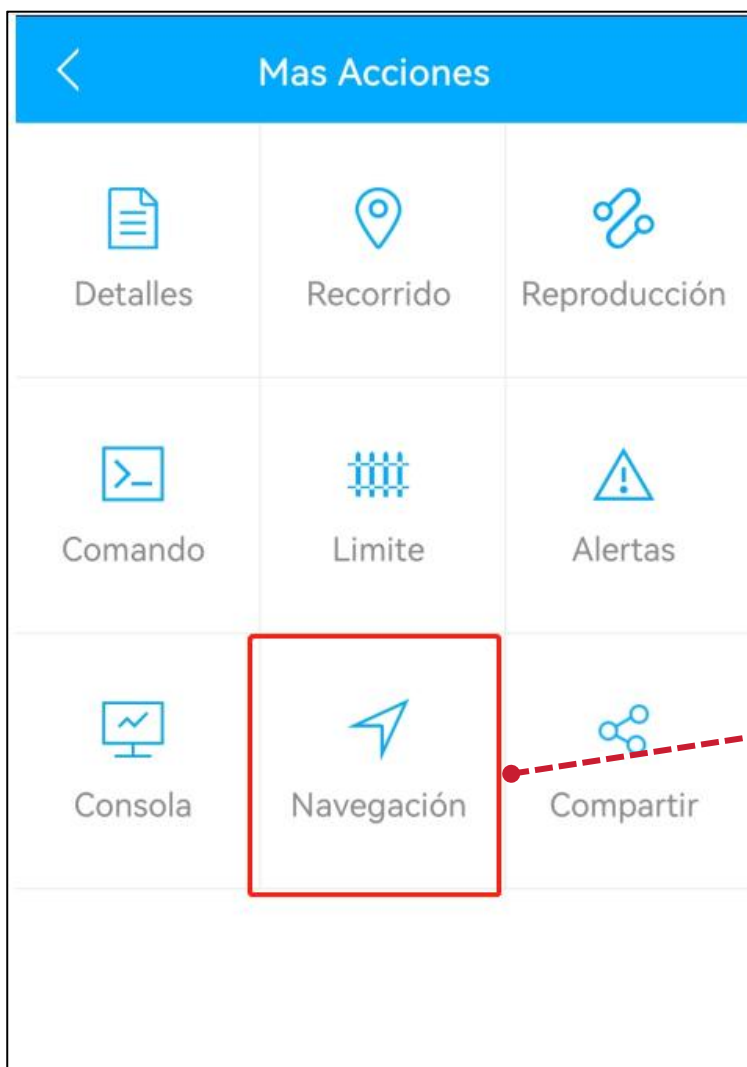 Mas Acciones
Detalles Recorrido Reproducción
Comando Limite Alertas
Consola Navegación Compartir